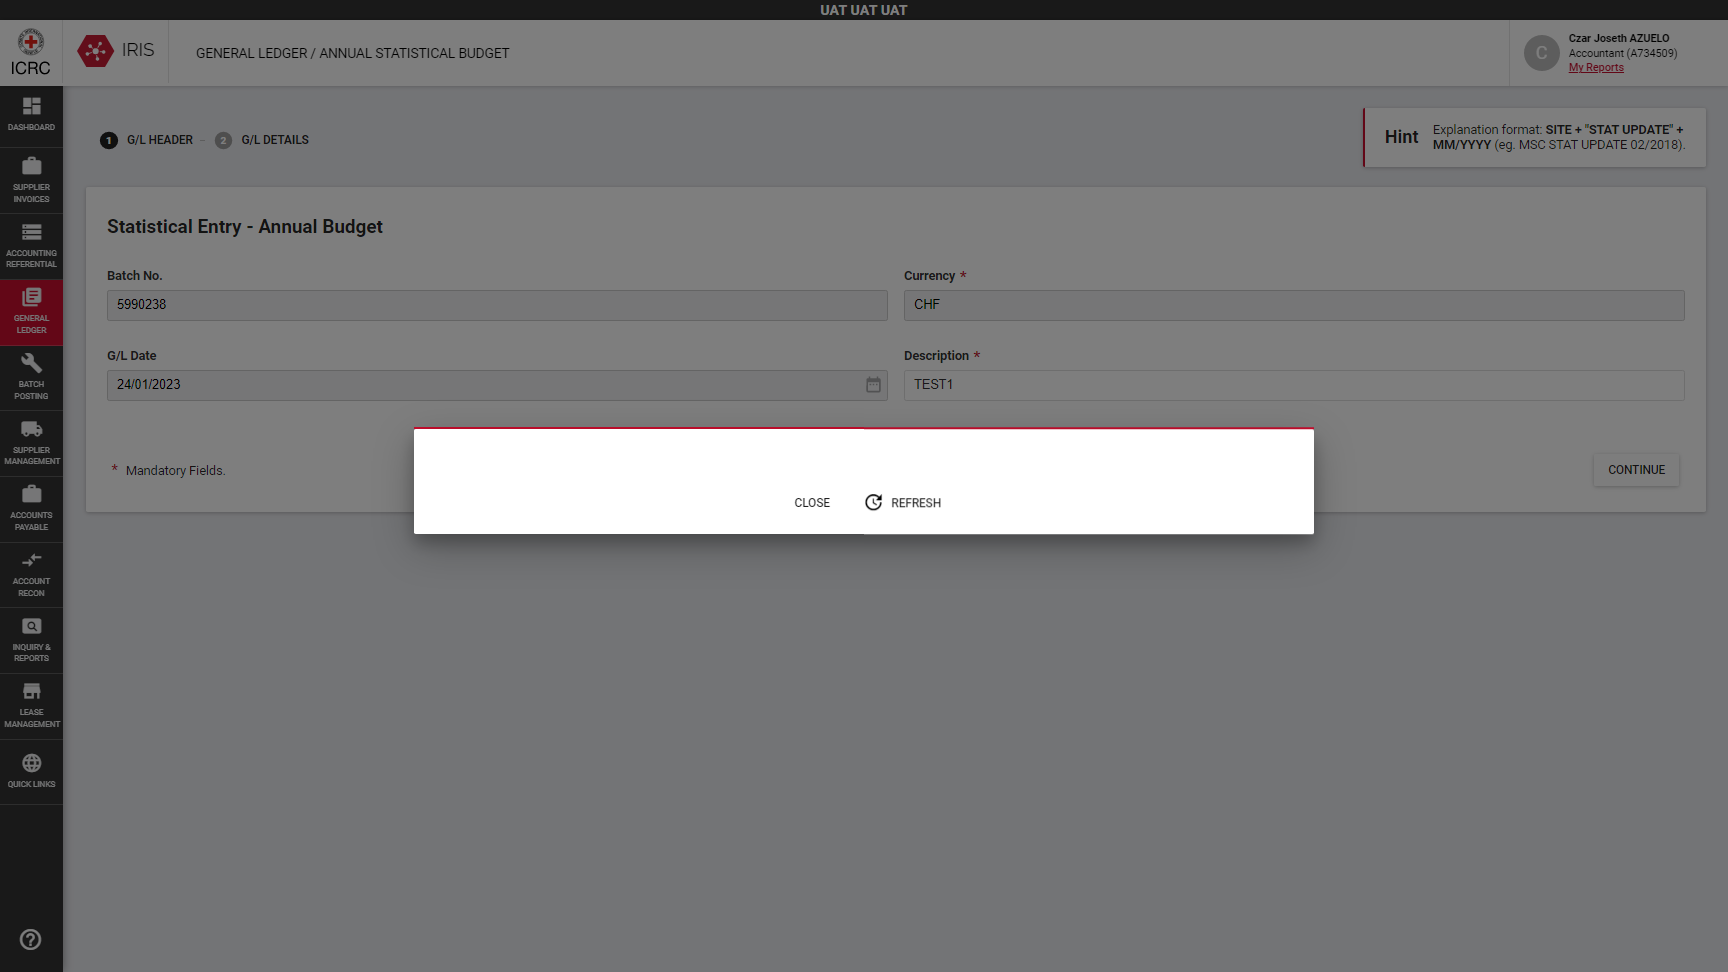 UAT UAT UAT
ICRC
IRIS
GENERAL LEDGER / ANNUAL STATISTICAL BUDGET
C
Czar Joseth AZUELO
Accountant (A734509)
My Reports
DASHBOARD
SUPPLIER
INVOICES
ACCOUNTING
REFERENTIAL
GENERAL
LEDGER
BATCH
POSTING
SUPPLIER
MANAGEMENT
ACCOUNTS
PAYABLE
ACCOUNT
RECON
INQUIRY &
REPORTS
LEASE
MANAGEMENT
QUICK LINKS
1 G/L HEADER - 2 G/L DETAILS
Hint
Explanation format: SITE + "STAT UPDATE" +
MM/YYYY (eg. MSC STAT UPDATE 02/2018).
Statistical Entry - Annual Budget
Batch No.
5990238
Currency *
CHF
G/L Date
24/01/2023
Description *
TEST1
* Mandatory Fields.
CONTINUE
CLOSE
REFRESH